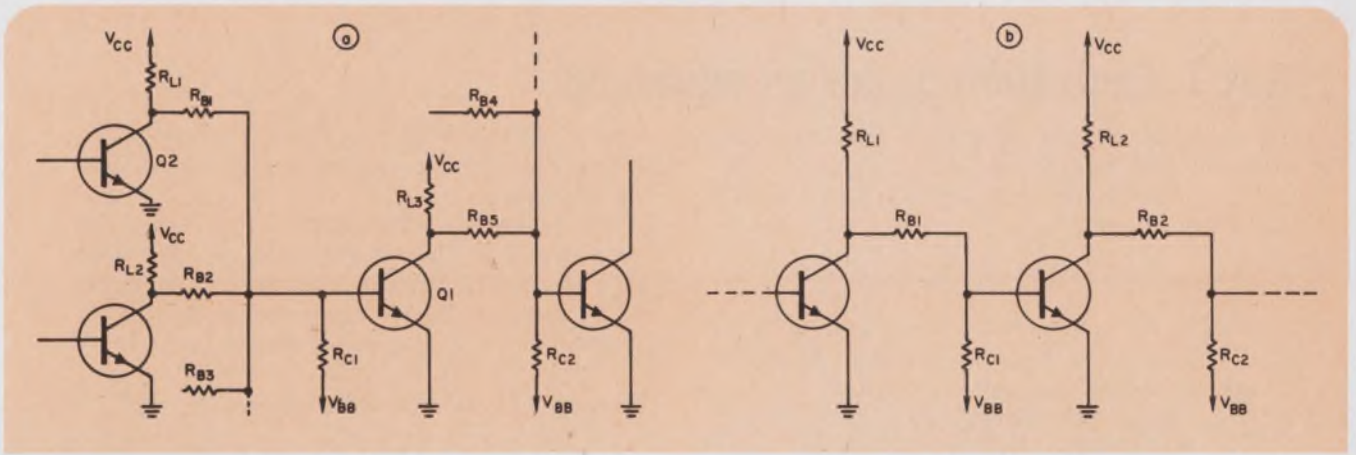 a
VCC
RL1
RB1
Q2
VCC
RL2
RB2
RB3
RC1
VBB
Q1
VCC
RL3
RB4
RB5
RC2
VBB
b
VCC
RL1
RB1
RC1
VBB
VCC
RL2
RB2
RC2
VBB